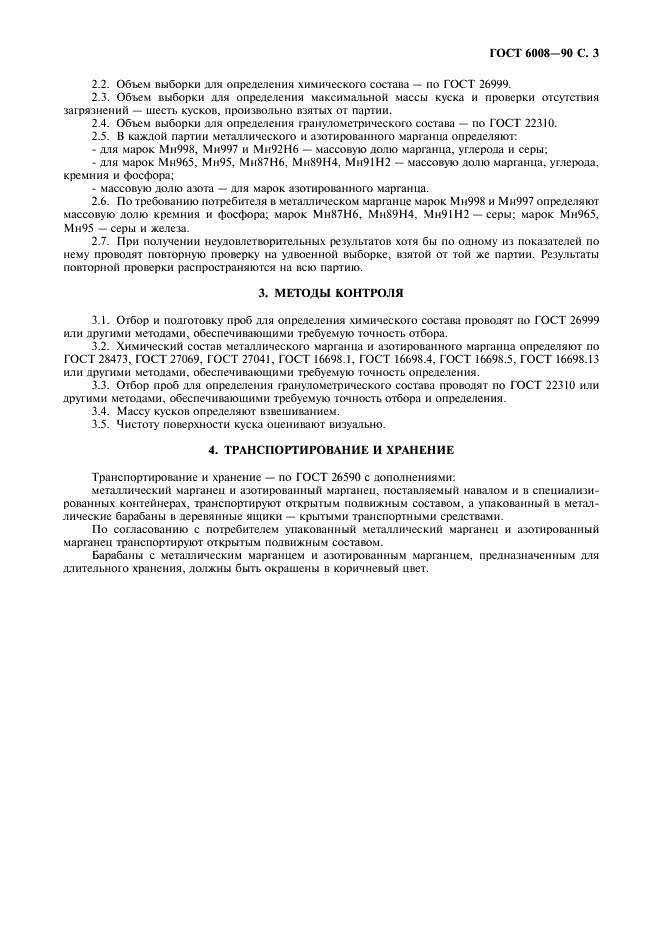 ГОСТ 6008—90 С. 3
2.2. Объем выборки для определения химического состава — по ГОСТ 26999.
2.3. Объем выборки для определения максимальной массы куска и проверки отсутствия
загрязнений — шесть кусков, произвольно взятых от партии.
2.4. Объем выборки для определения гранулометрического состава — по ГОСТ 22310.
2.5. В каждой партии металлического и азотированного марганца определяют:
- для марок Мн998, Мн997 и Мн92Н6 — массовую долю марганца, углерода и серы;
- для марок Мн965, Мн95, Мн87Н6, Мн89Н4, Мн91Н2 — массовую долю марганца, углерода,
кремния и фосфора;
- массовую долю азота — для марок азотированного марганца.
2.6. По требованию потребителя в металлическом марганце марок Мн998 и Мн997 определяют
массовую долю кремния и фосфора; марок Мн87Н6, Мн89Н4, Мн91Н2 — серы; марок Мн965,
Мн95 — серы и железа.
2.7. При получении неудовлетворительных результатов хотя бы по одному из показателей по
нему проводят повторную проверку на удвоенной выборке, взятой от той же партии. Результаты
повторной проверки распространяются на всю партию.
3. МЕТОДЫ КОНТРОЛЯ
3.1. Отбор и подготовку проб для определения химического состава проводят по ГОСТ 26999
или другими методами, обеспечивающими требуемую точность отбора.
3.2. Химический состав металлического марганца и азотированного марганца определяют по
ГОСТ 28473, ГОСТ 27069, ГОСТ 27041, ГОСТ 16698.1, ГОСТ 16698.4, ГОСТ 16698.5, ГОСТ 16698.13
или другими методами, обеспечивающими требуемую точность определения.
3.3. Отбор проб для определения гранулометрического состава проводят по ГОСТ 22310 или
другими методами, обеспечивающими требуемую точность отбора и определения.
3.4. Массу кусков определяют взвешиванием.
3.5. Чистоту поверхности куска оценивают визуально.
4. ТРАНСПОРТИРОВАНИЕ И ХРАНЕНИЕ
Транспортирование и хранение — по ГОСТ 26590 с дополнениями:
металлический марганец и азотированный марганец, поставляемый навалом и в специализи-
рованных контейнерах, транспортируют открытым подвижным составом, а упакованный в метал-
лические барабаны в деревянные ящики — крытыми транспортными средствами.
По согласованию с потребителем упакованный металлический марганец и азотированный
марганец транспортируют открытым подвижным составом.
Барабаны с металлическим марганцем и азотированным марганцем, предназначенным для
длительного хранения, должны быть окрашены в коричневый цвет.